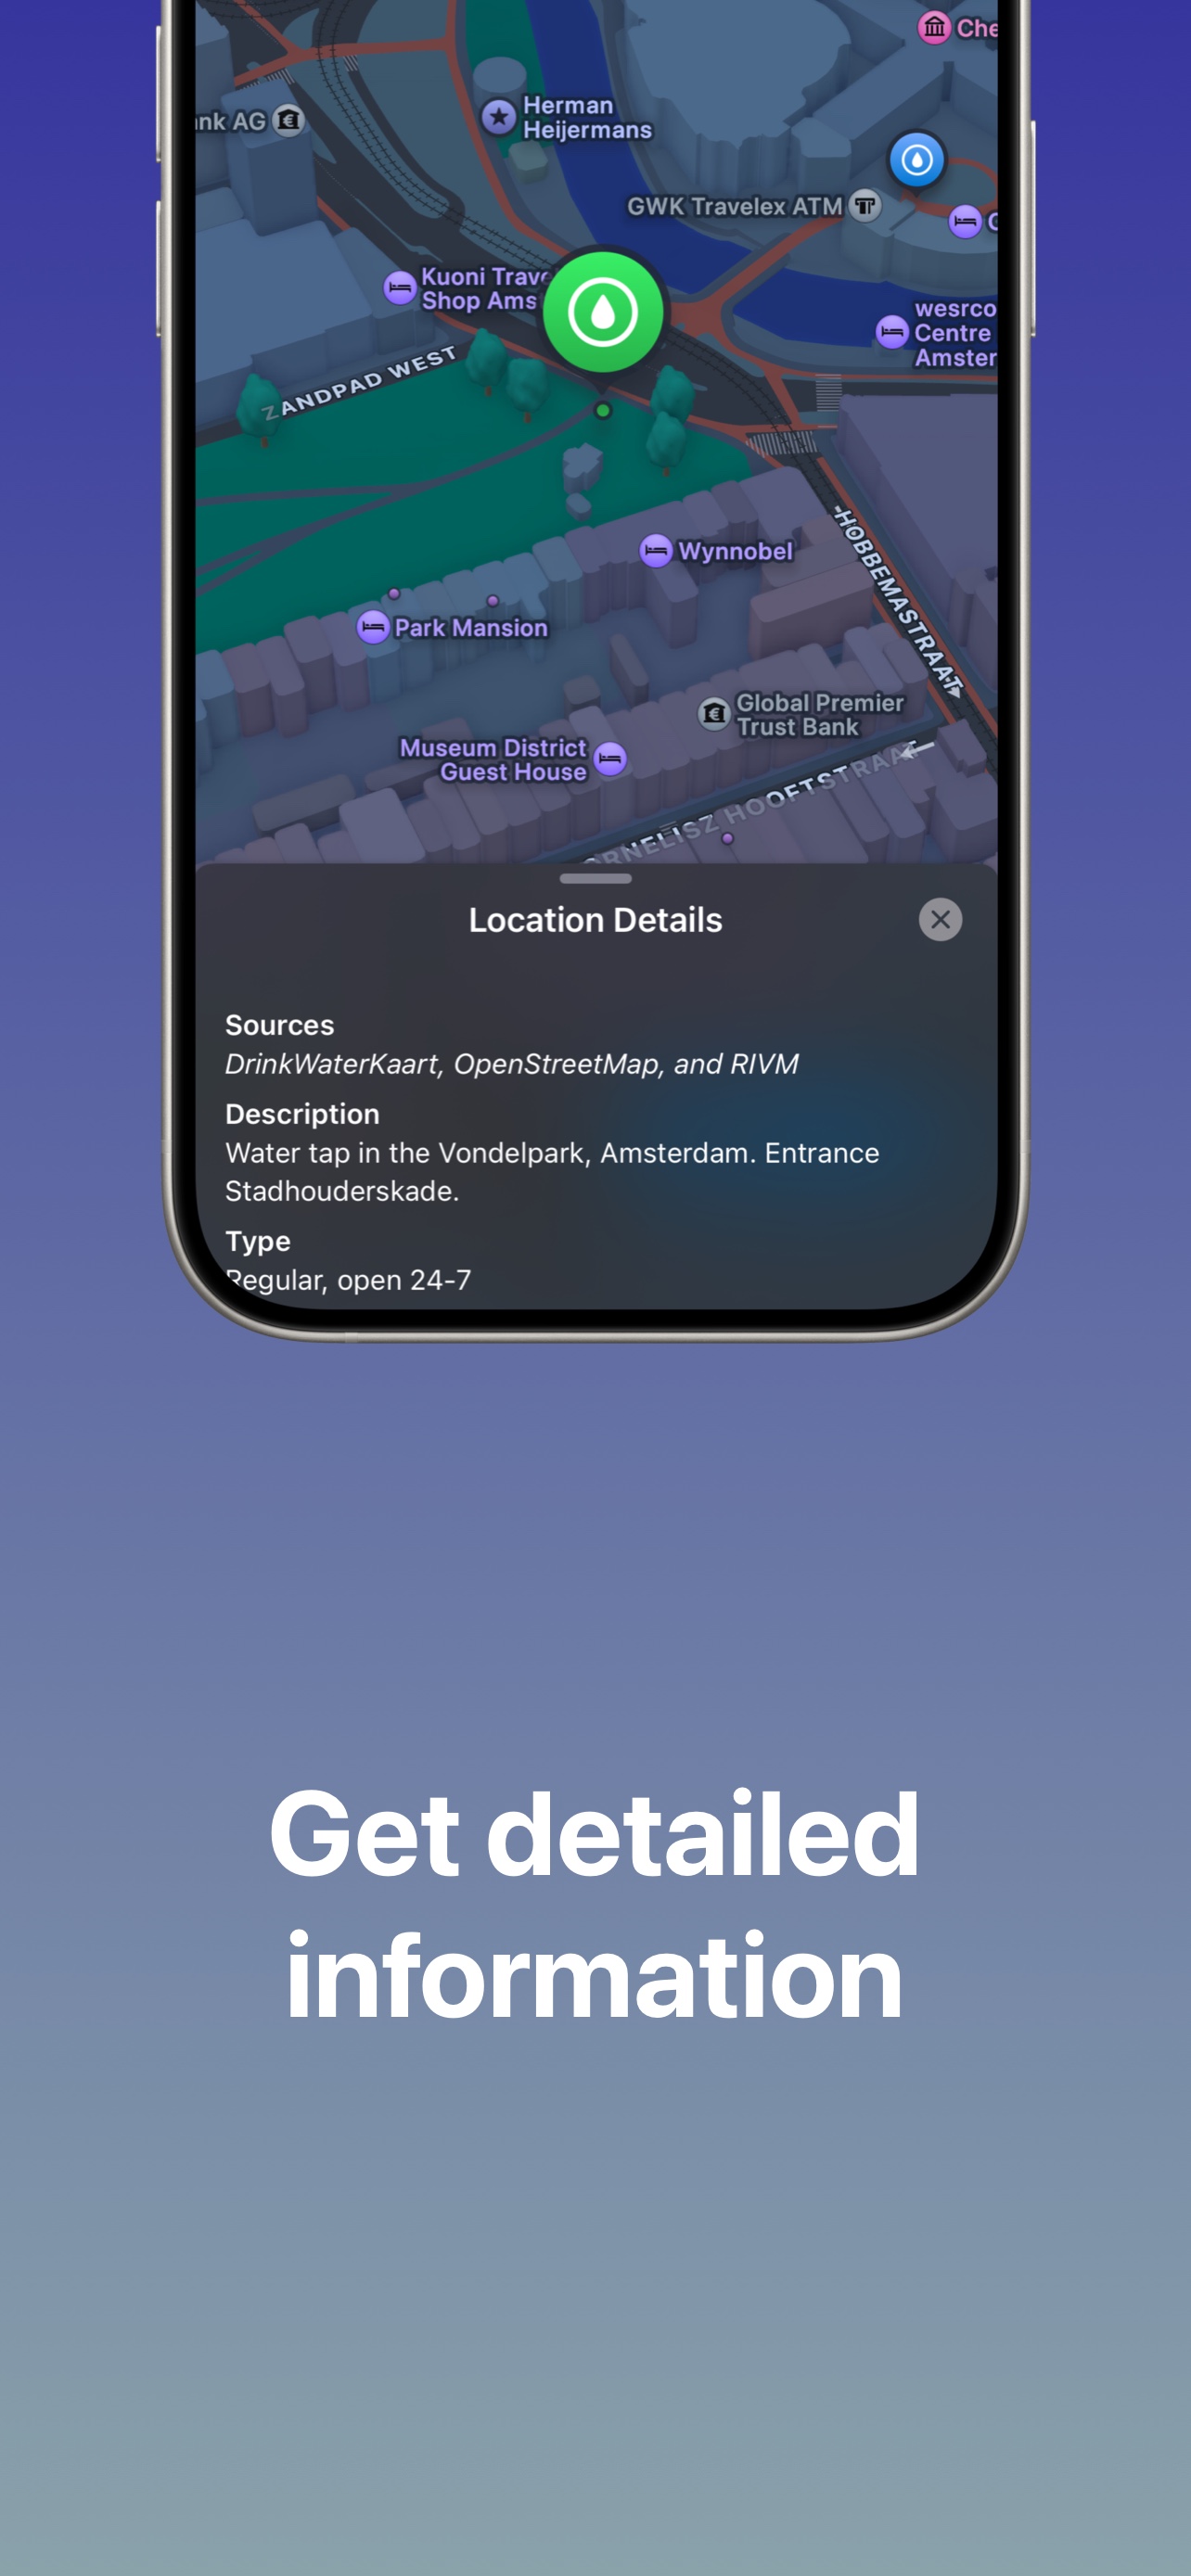 Che
nk AG
Herman
Heijermans
GWK Travelex ATM
Kuoni Trave
Shop Ams
wesrco
Centre
Amster
ZANDPAD WEST
HOBBEMASTRAAT
Wynnobel
Park Mansion
Global Premier
Trust Bank
Museum District
Guest House
ORNELISZ HOOFTSTRAAT
Location Details
Sources
DrinkWaterKaart, OpenStreetMap, and RIVM
Description
Water tap in the Vondelpark, Amsterdam. Entrance
Stadhouderskade.
Type
Regular, open 24-7
Get detailed
information